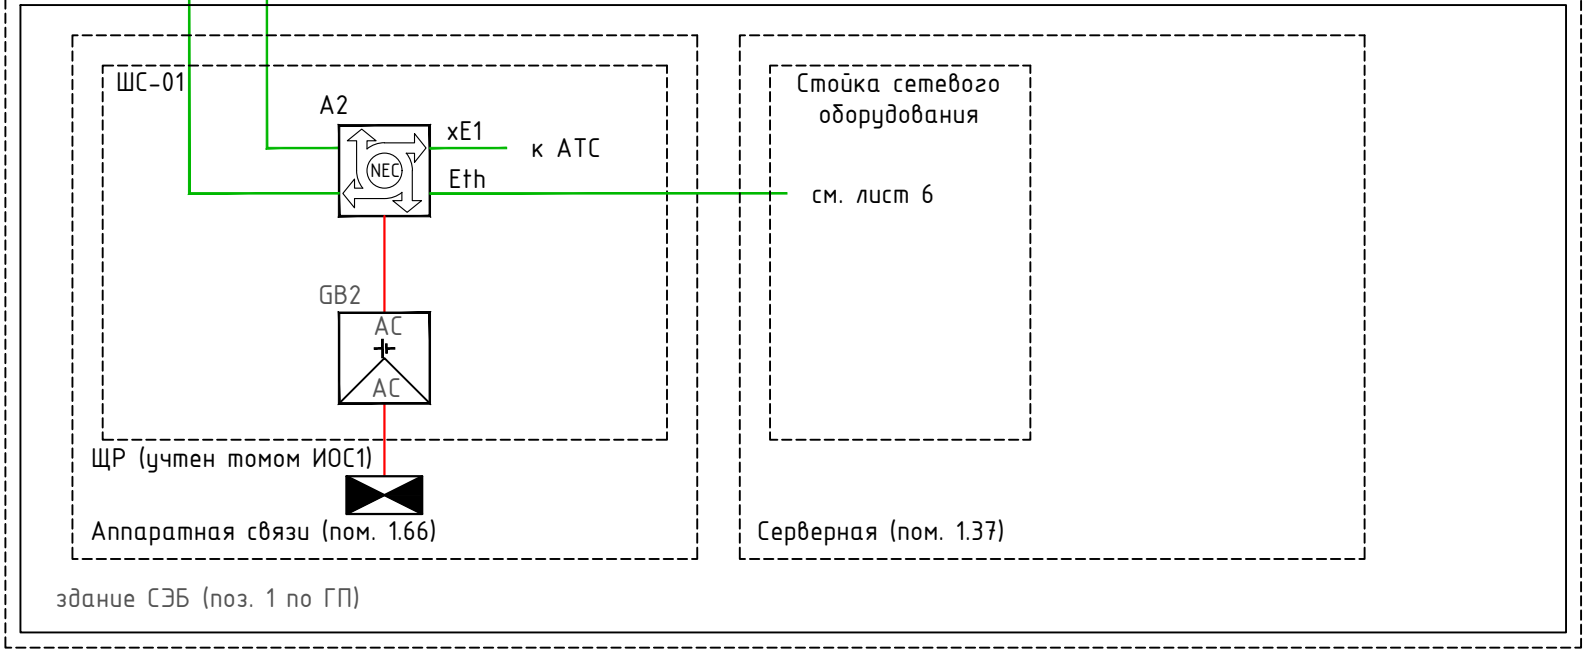 ШС-01
A2
xE1
к АТС
NEC
Eth
Стойка сетевого
оборудования
см. лист 6
GB2
AC
AC
ЩР (учтен томом ИОС1)
Аппаратная связи (пом. 1.66)
Серверная (пом. 1.37)
здание СЭБ (поз. 1 по ГП)